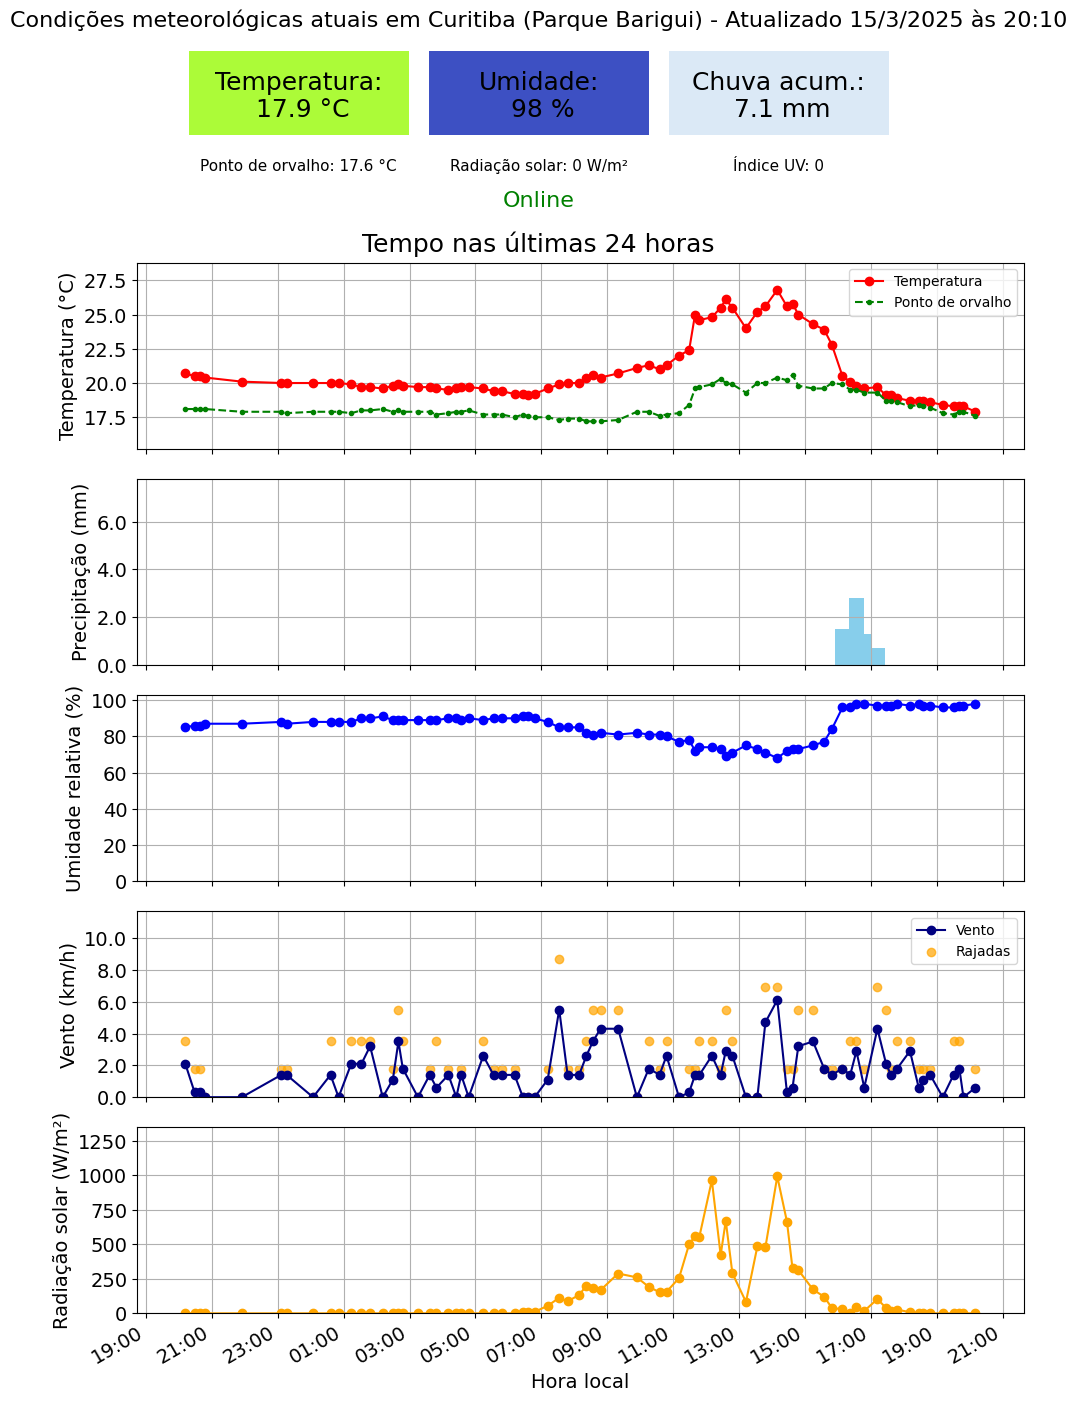 Condições meteorológicas atuais em Curitiba (Parque Barigui) - Atualizado 15/3/2025 às 20:10
Temperatura:
17.9 °C
Umidade:
98 %
Chuva acum.:
7.1 mm
Ponto de orvalho: 17.6 °C
Radiação solar: 0 W/m²
Índice UV: 0
Online
Tempo nas últimas 24 horas
Temperatura (°C)
27.5
25.0
22.5
20.0
17.5
Temperatura
Ponto de orvalho
Precipitação (mm)
6.0
4.0
2.0
0.0
Umidade relativa (%)
100
80
60
40
20
0
Vento (km/h)
10.0
8.0
6.0
4.0
2.0
0.0
Vento
Rajadas
Radiação solar (W/m²)
1250
1000
750
500
250
0
19:00
21:00
23:00
01:00
03:00
05:00
07:00
09:00
11:00
13:00
15:00
17:00
19:00
21:00
Hora local